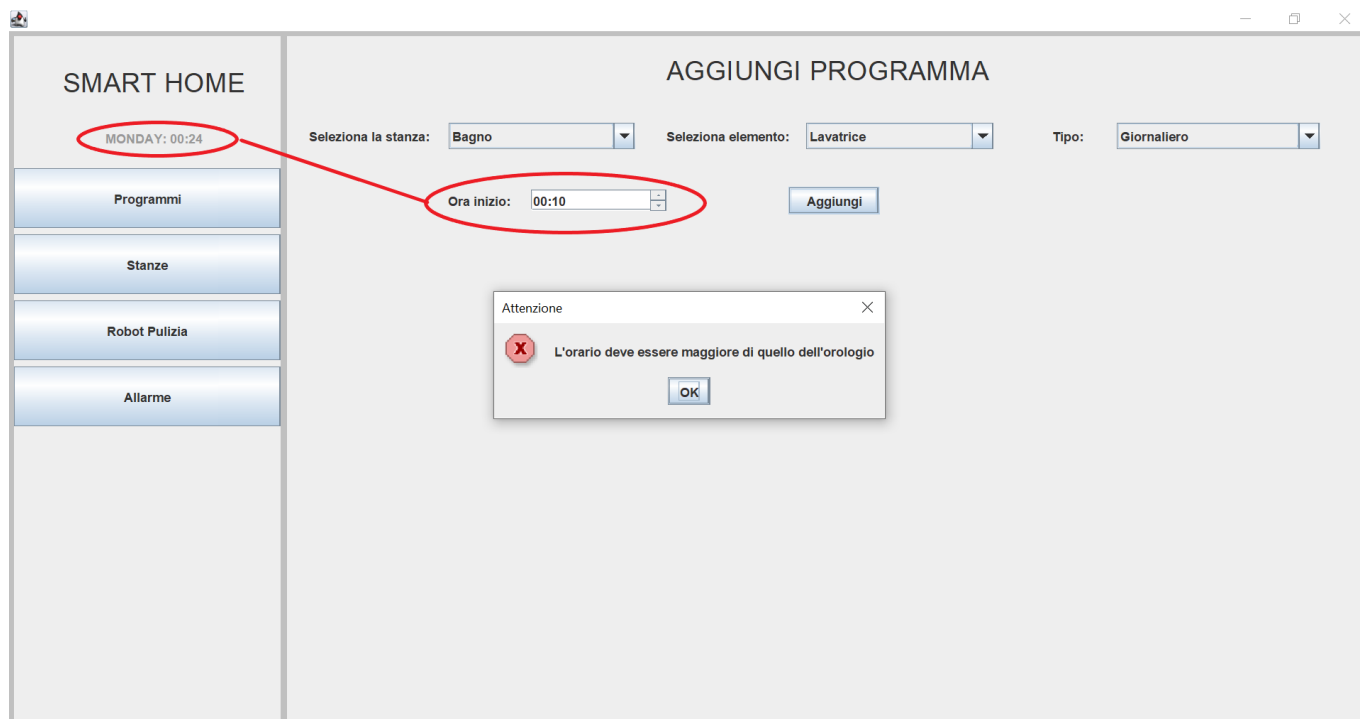 SMART HOME
MONDAY: 00:24
Programmi
Stanze
Robot Pulizia
Allarme
AGGIUNGI PROGRAMMA
Seleziona la stanza: Bagno Seleziona elemento: Lavatrice Tipo: Giornaliero
Ora inizio: 00:10 Aggiungi
Attenzione
L'orario deve essere maggiore di quello dell'orologio
OK